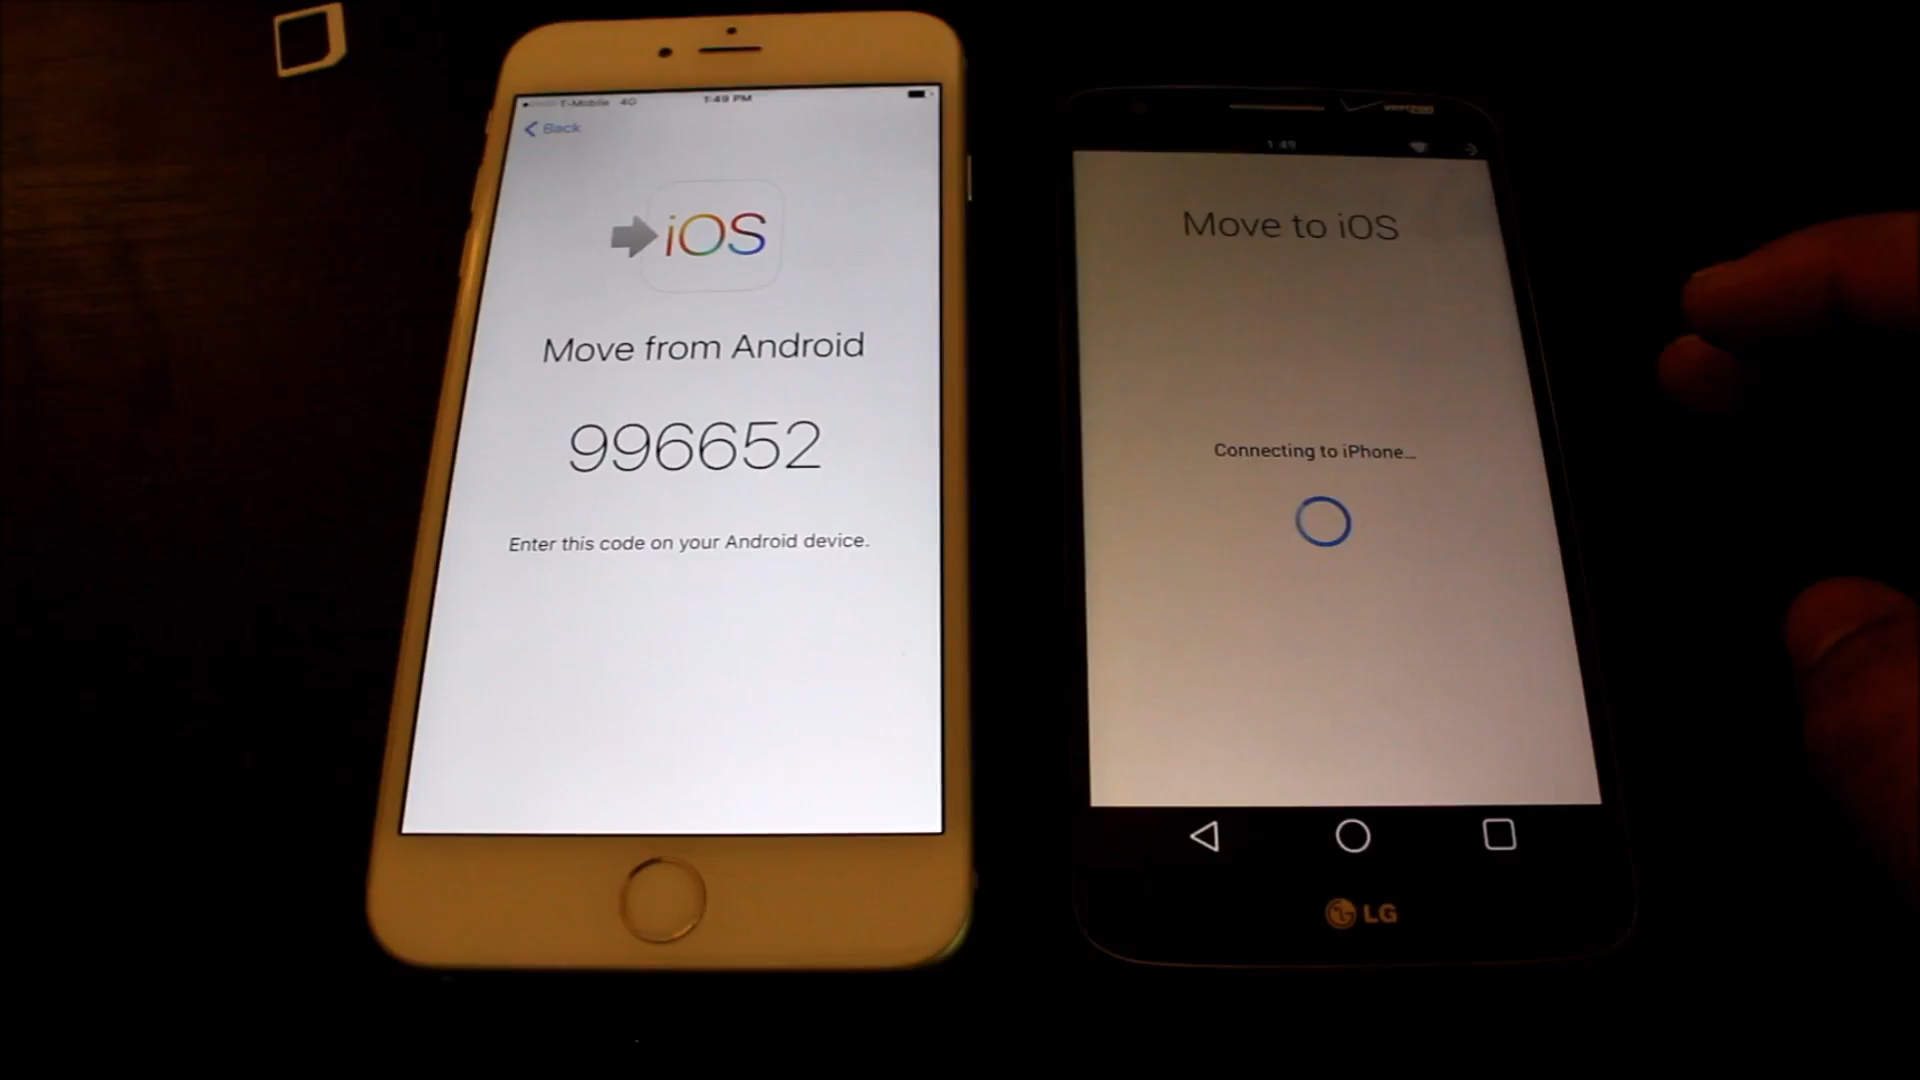 T-Mobile 4G 1:49 PM
Back
iOS
Move from Android
996652
Enter this code on your Android device.
verizon
1:49
Move to iOS
Connecting to iPhone...
LG